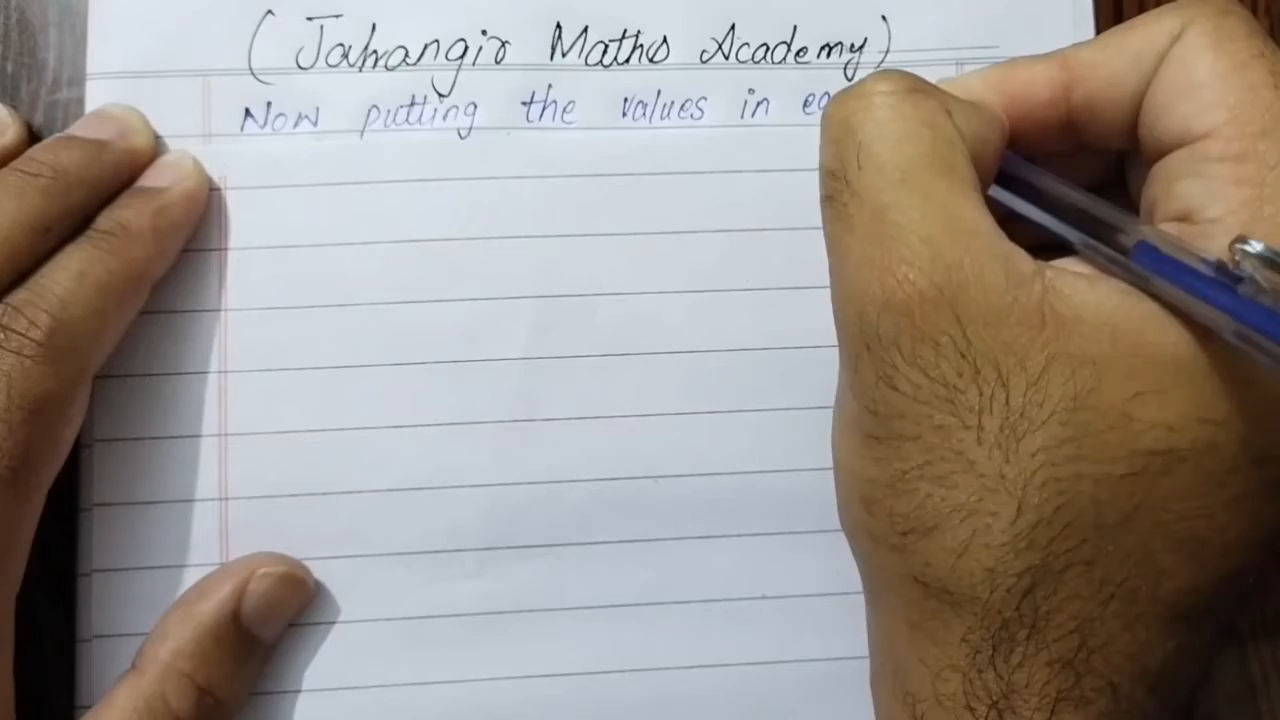 (Jahangir Maths Academy)
Now putting the values in